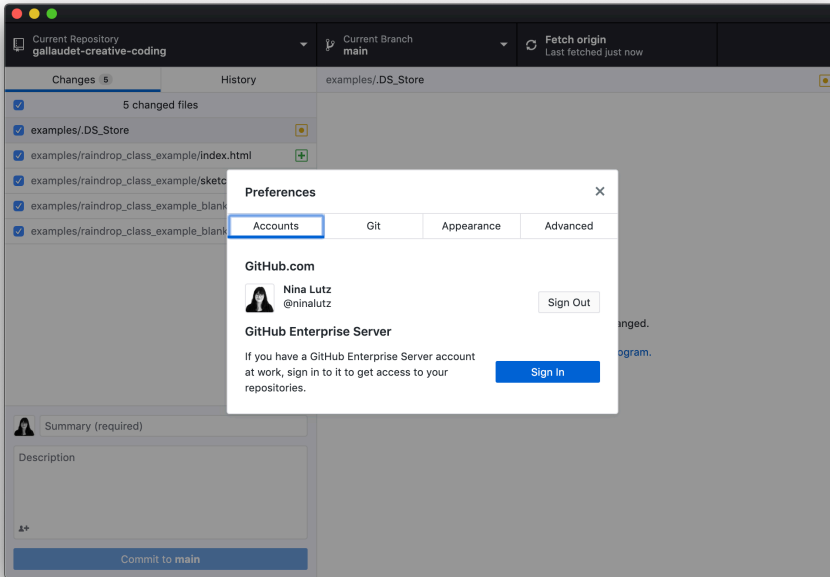 Current Repository
gallaudet-creative-coding
Current Branch
main
Fetch origin
Last fetched just now
Changes 5
History
examples/.DS_Store
5 changed files
examples/.DS_Store
examples/raindrop_class_example/index.html
examples/raindrop_class_example/sketc
examples/raindrop_class_example_blank
examples/raindrop_class_example_blank
Preferences
Accounts
Git
Appearance
Advanced
GitHub.com
Nina Lutz
@ninalutz
Sign Out
GitHub Enterprise Server
If you have a GitHub Enterprise Server account
at work, sign in to it to get access to your
repositories.
Sign In
anged.
ogram.
Summary (required)
Description
Commit to main